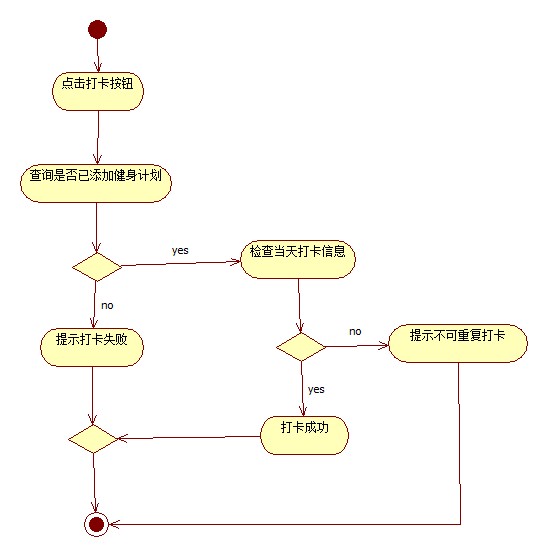 点击打卡按钮
查询是否已添加健身计划
yes
检查当天打卡信息
no
提示打卡失败
no
提示不可重复打卡
yes
打卡成功